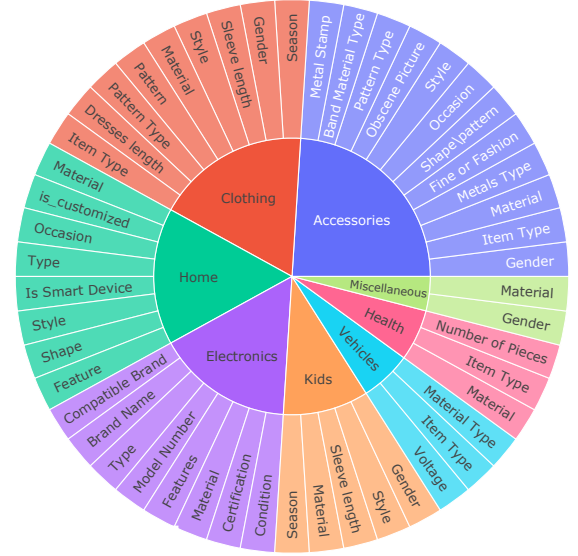 Clothing
Season
Gender
Sleeve length
Style
Material
Pattern
Pattern Type
Dresses length
Item Type
Home
Material
is_customized
Occasion
Type
Is Smart Device
Style
Shape
Feature
Electronics
Compatible Brand
Brand Name
Type
Model Number
Features
Material
Certification
Condition
Kids
Season
Material
Sleeve length
Style
Gender
Vehicles
Voltage
Item Type
Material Type
Health
Material
Item Type
Number of Pieces
Miscellaneous
Gender
Material
Accessories
Gender
Item Type
Material
Metals Type
Fine or Fashion
Shape\pattern
Occasion
Style
Obscene Picture
Pattern Type
Band Material Type
Metal Stamp